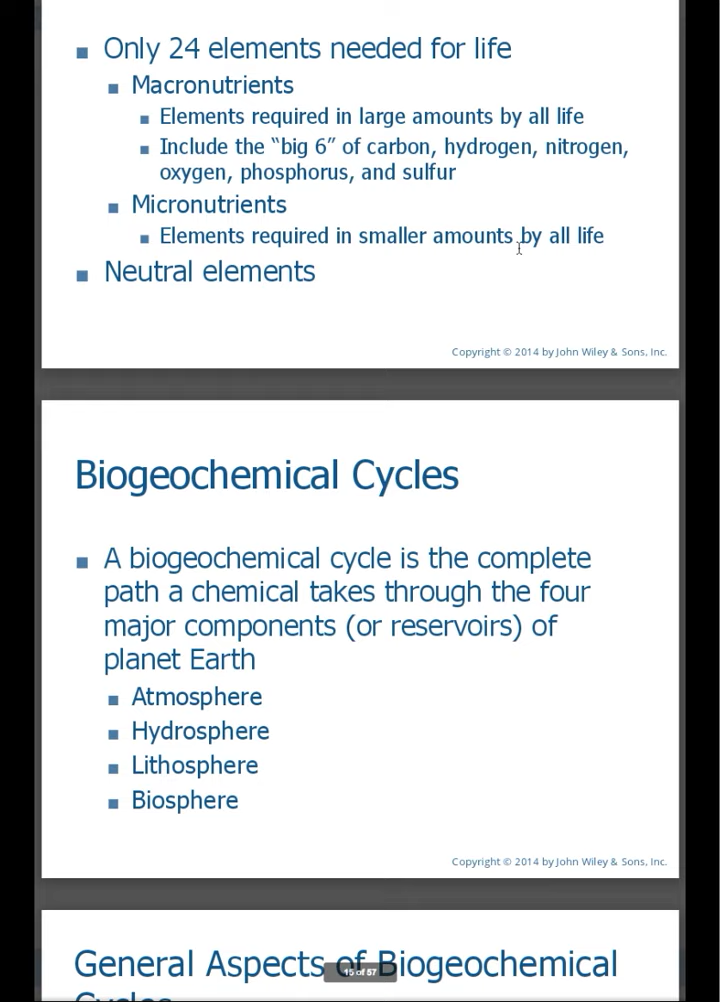 Only 24 elements needed for life
Macronutrients
Elements required in large amounts by all life
Include the “big 6” of carbon, hydrogen, nitrogen,
oxygen, phosphorus, and sulfur
Micronutrients
Elements required in smaller amounts by all life
Neutral elements
Copyright © 2014 by John Wiley & Sons, Inc.
Biogeochemical Cycles
A biogeochemical cycle is the complete
path a chemical takes through the four
major components (or reservoirs) of
planet Earth
Atmosphere
Hydrosphere
Lithosphere
Biosphere
Copyright © 2014 by John Wiley & Sons, Inc.
General Aspects of Biogeochemical
15 of 57
Cycles